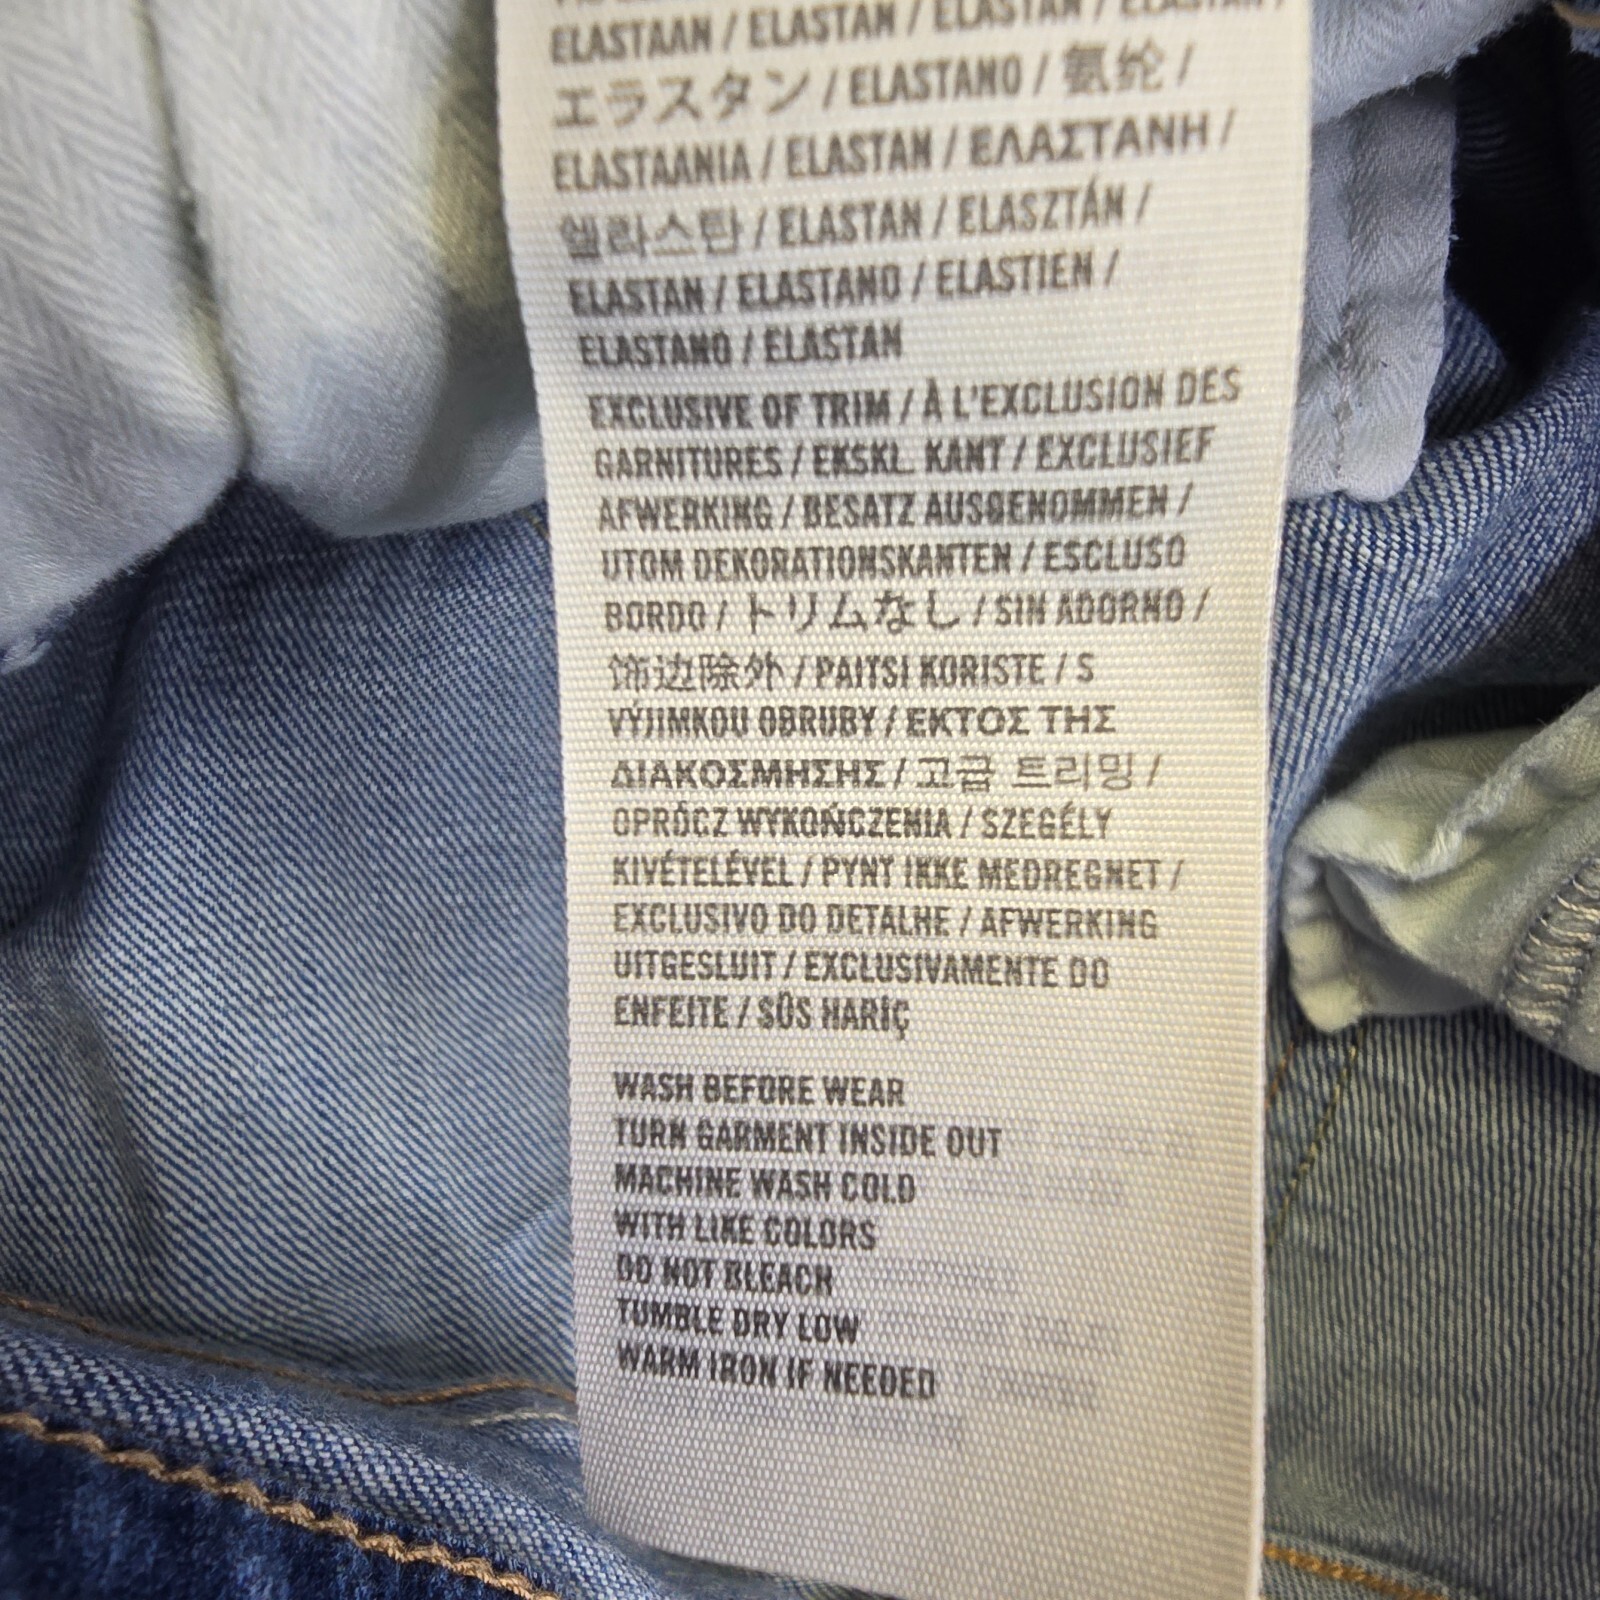 ELASTAAN / ELASTAN / ELASTAN / ELASTAN /
エラスタン / ELASTANO / 氨纶 /
ELASTAANIA / ELASTAN / ΕΛΑΣΤΑΝΗ /
엘라스탄 / ELASTAN / ELASZTÁN /
ELASTAN / ELASTANO / ELASTIEN /
ELASTANO / ELASTAN
EXCLUSIVE OF TRIM / À L'EXCLUSION DES
GARNITURES / EKSKL. KANT / EXCLUSIEF
AFWERKING / BESATZ AUSGENOMMEN /
UTOM DEKORATIONSKANTEN / ESCLUSO
BORDO / トリムなし / SIN ADORNO /
饰边除外 / PAITSI KORISTE / S
VÝJIMKOU OBRUBY / ΕΚΤΟΣ ΤΗΣ
ΔΙΑΚΟΣΜΗΣΗΣ / 고급 트리밍 /
OPRÓCZ WYKOŃCZENIA / SZEGÉLY
KIVÉTELÉVEL / PYNT IKKE MEDREGNET /
EXCLUSIVO DO DETALHE / AFWERKING
UITGESLUIT / EXCLUSIVAMENTE DO
ENFEITE / SÜS HARİÇ
WASH BEFORE WEAR
TURN GARMENT INSIDE OUT
MACHINE WASH COLD
WITH LIKE COLORS
DO NOT BLEACH
TUMBLE DRY LOW
WARM IRON IF NEEDED